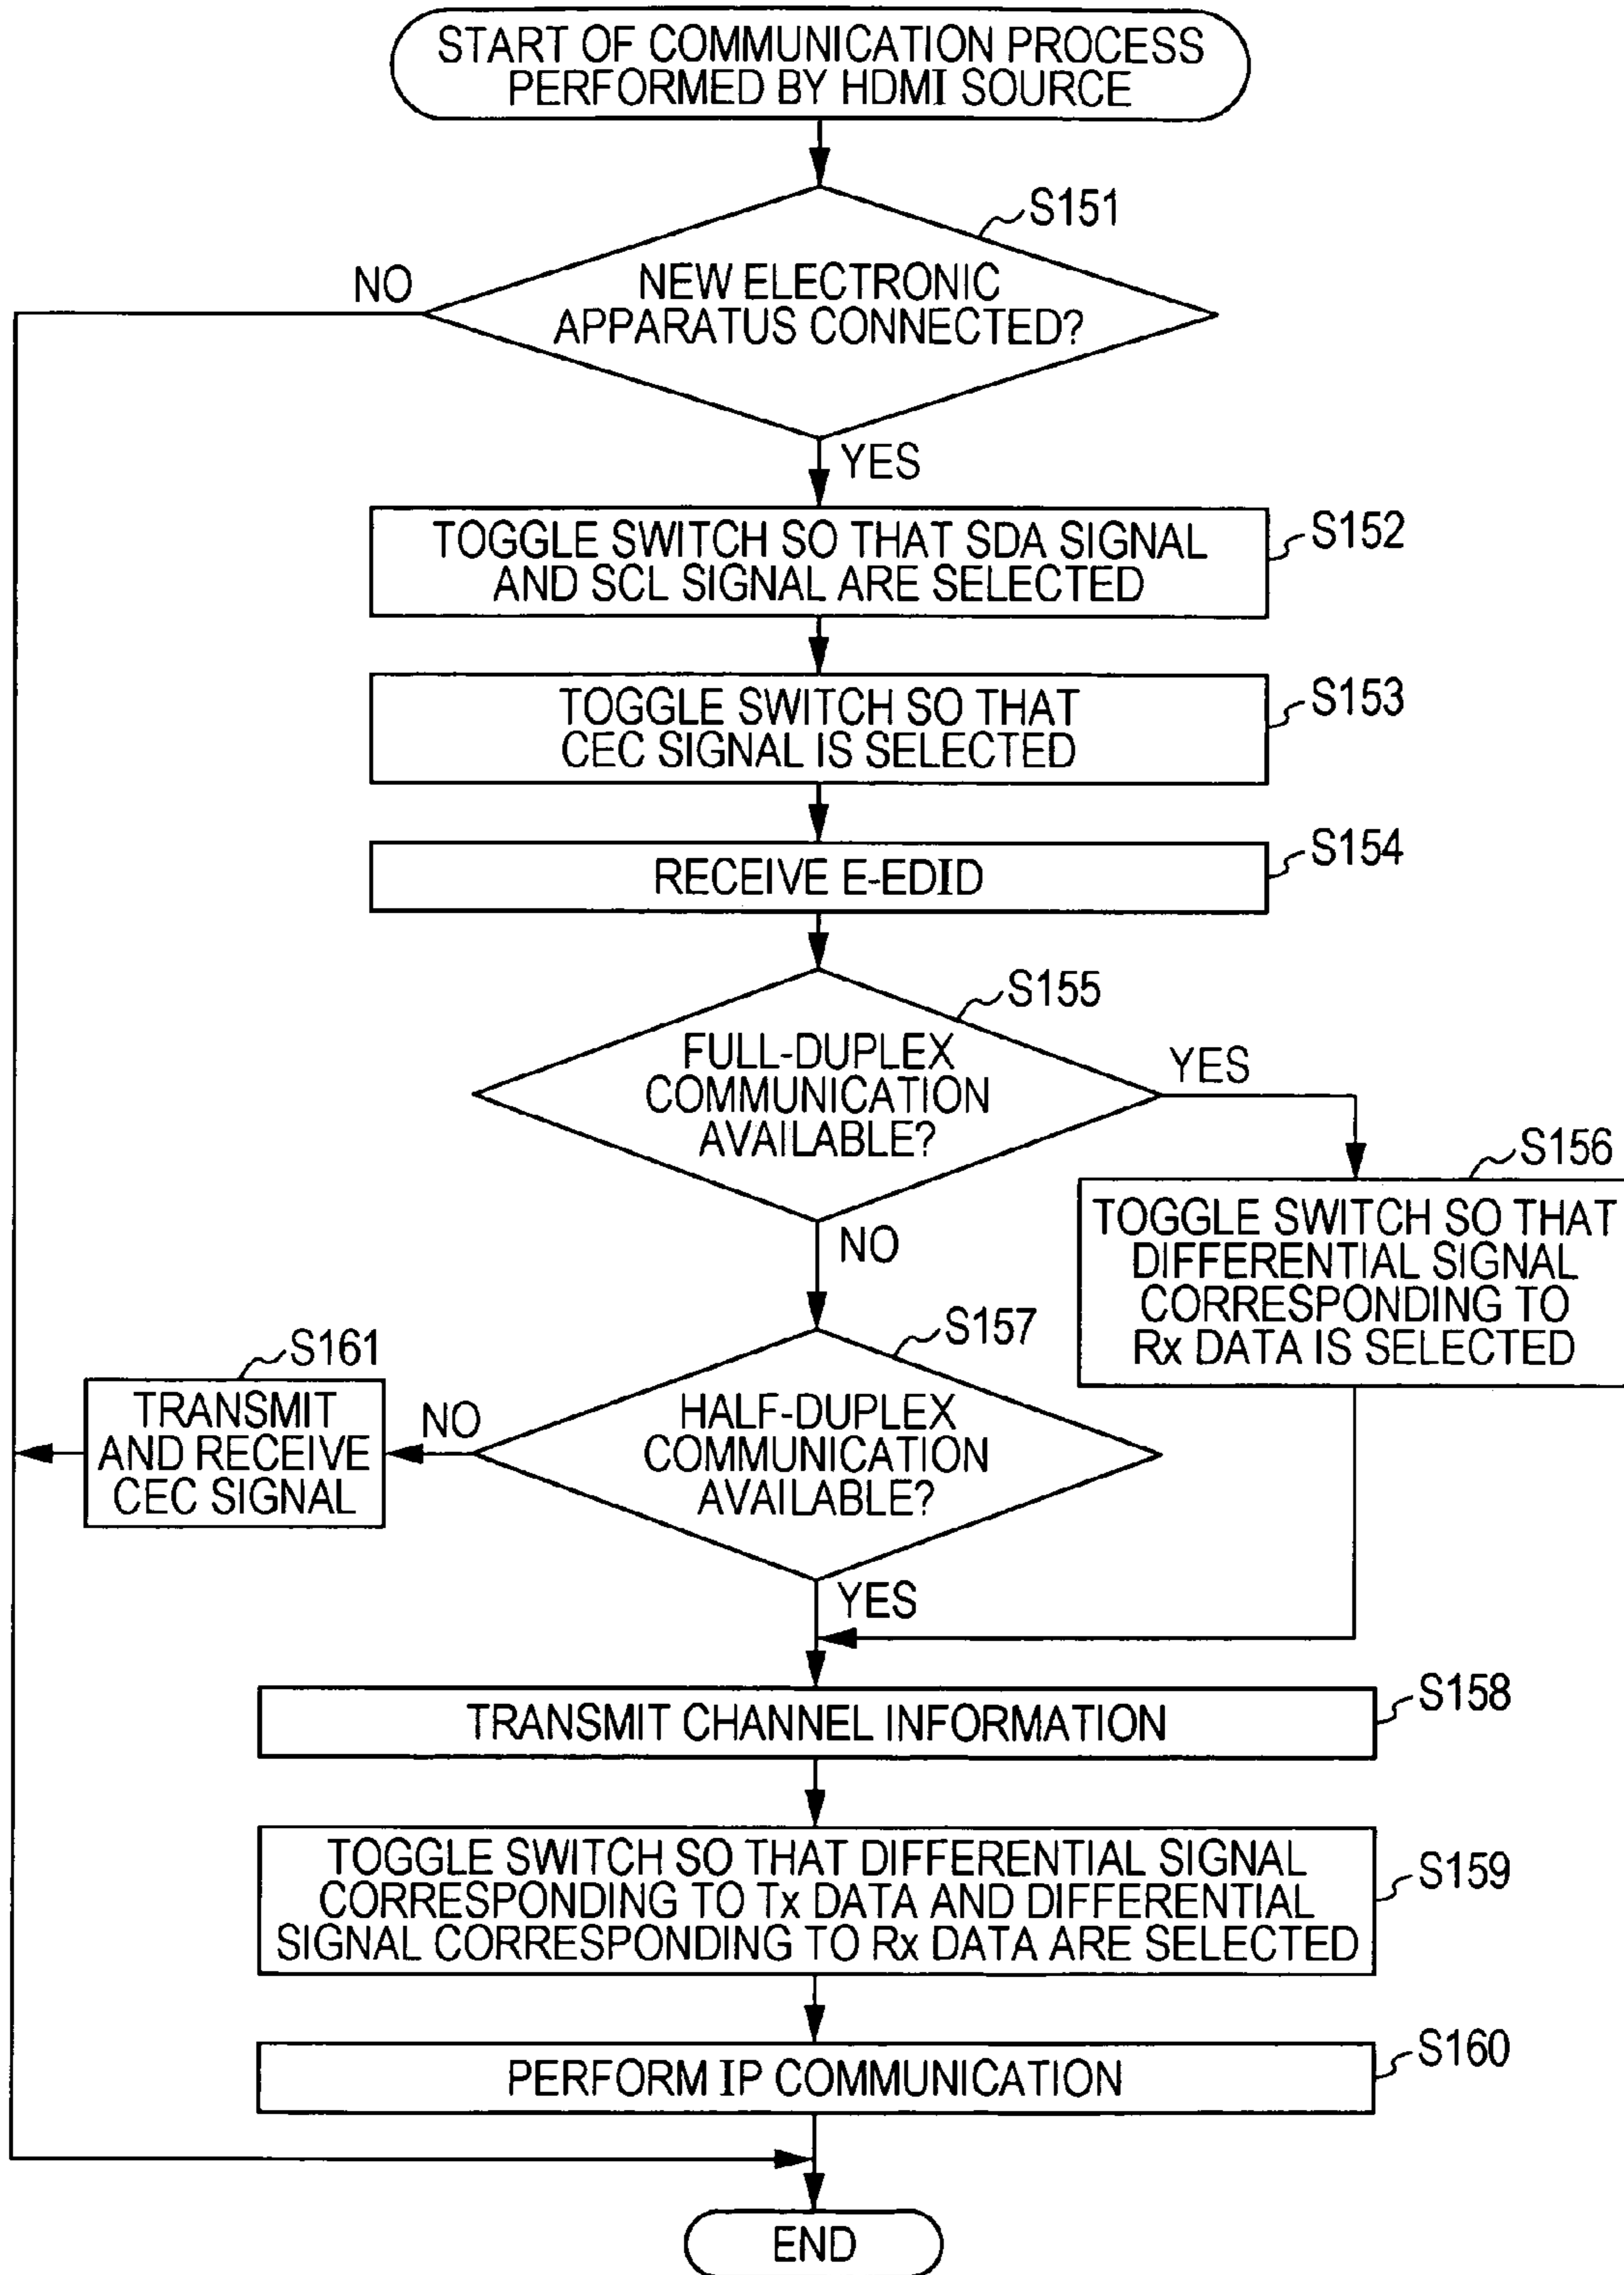 START OF COMMUNICATION PROCESS
PERFORMED BY HDMI SOURCE
S151
NO
NEW ELECTRONIC
APPARATUS CONNECTED?
YES
TOGGLE SWITCH SO THAT SDA SIGNAL
AND SCL SIGNAL ARE SELECTED
S152
TOGGLE SWITCH SO THAT
CEC SIGNAL IS SELECTED
S153
RECEIVE E-EDID
S154
S155
FULL-DUPLEX
COMMUNICATION
AVAILABLE?
YES
NO
S156
TOGGLE SWITCH SO THAT
DIFFERENTIAL SIGNAL
CORRESPONDING TO
Rx DATA IS SELECTED
S157
HALF-DUPLEX
COMMUNICATION
AVAILABLE?
NO
S161
TRANSMIT
AND RECEIVE
CEC SIGNAL
YES
TRANSMIT CHANNEL INFORMATION
S158
TOGGLE SWITCH SO THAT DIFFERENTIAL SIGNAL
CORRESPONDING TO Tx DATA AND DIFFERENTIAL
SIGNAL CORRESPONDING TO Rx DATA ARE SELECTED
S159
PERFORM IP COMMUNICATION
S160
END